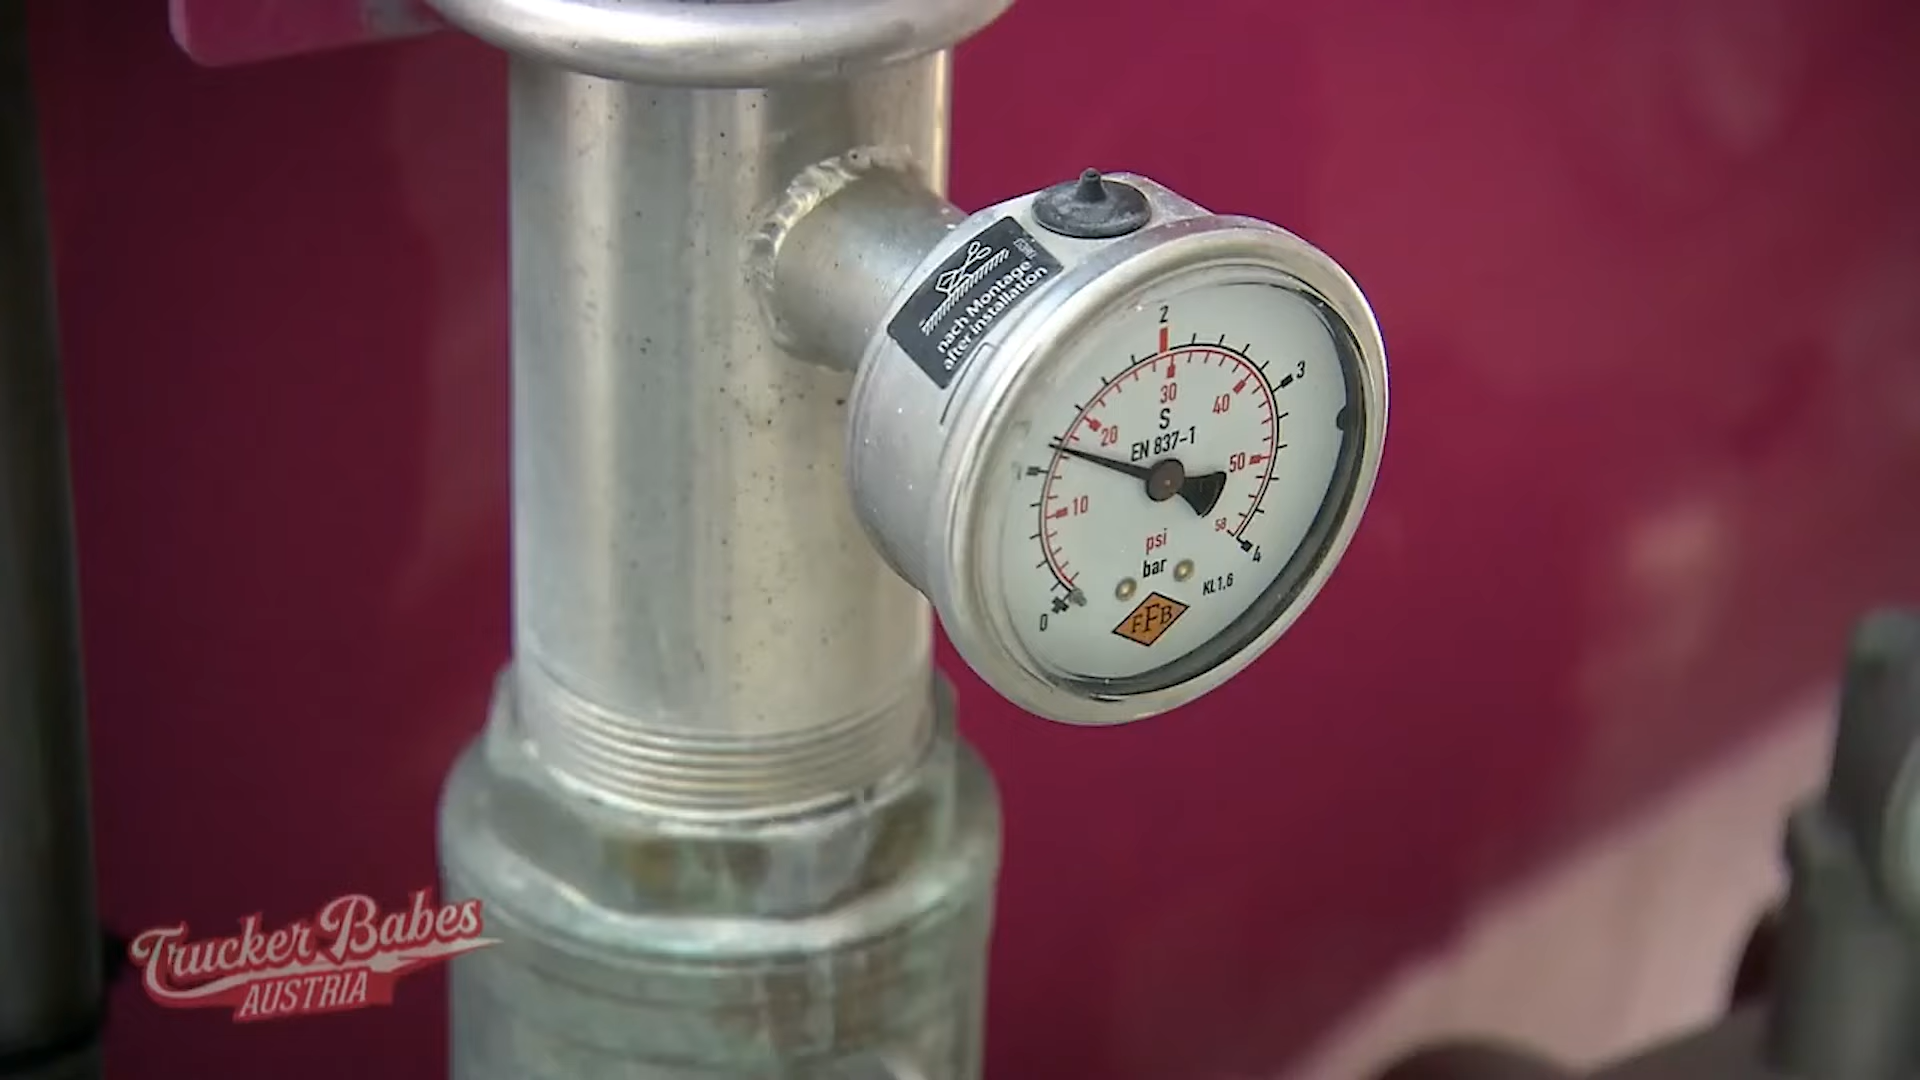 nach Montage
after installation
2
3
30
40
S
20
EN 837-1
1
50
10
58
psi
4
bar
KL1,6
0
FFB
Trucker Babes
AUSTRIA